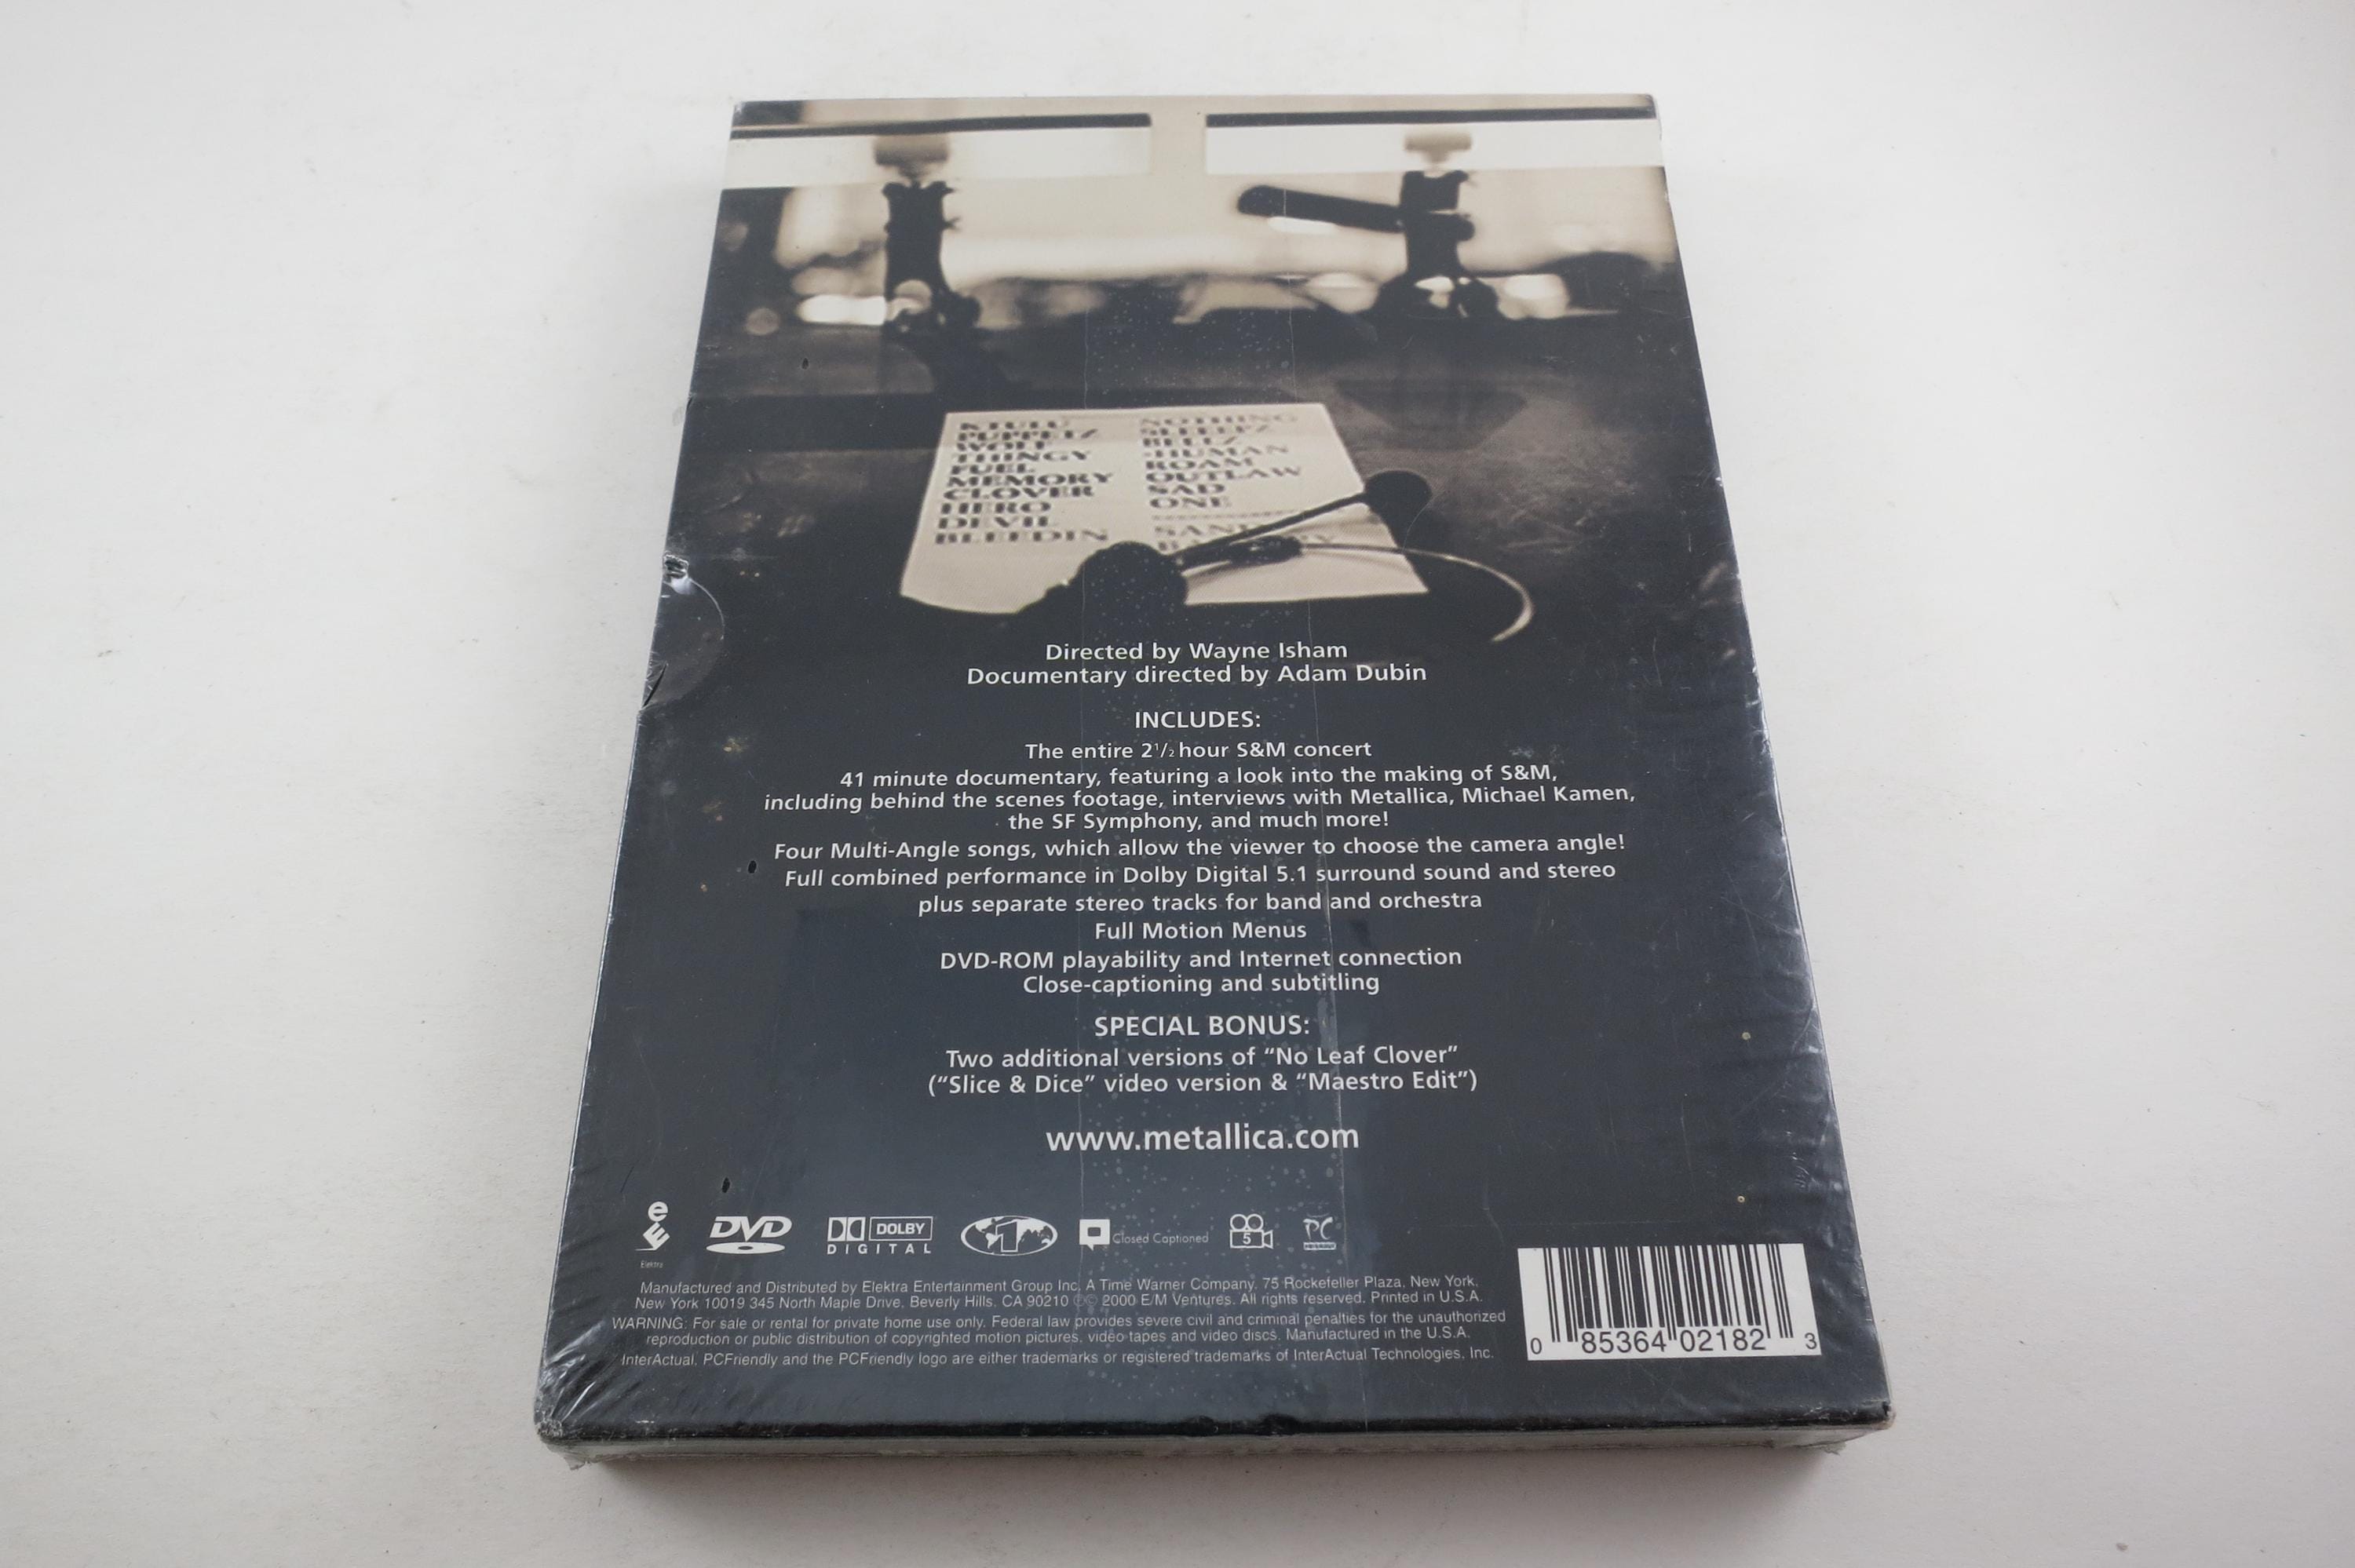 KTULU
PUPPETZ
WOLF
THINGY
FUEL
MEMORY
CLOVER
HERO
DEVIL
BLEEDIN
NOTHING
SLEEPZ
BELLZ
HUMAN
ROAM
OUTLAW
SAD
ONE
Directed by Wayne Isham
Documentary directed by Adam Dubin
INCLUDES:
The entire 2 1/2 hour S&M concert
41 minute documentary, featuring a look into the making of S&M,
including behind the scenes footage, interviews with Metallica, Michael Kamen,
the SF Symphony, and much more!
Four Multi-Angle songs, which allow the viewer to choose the camera angle!
Full combined performance in Dolby Digital 5.1 surround sound and stereo
plus separate stereo tracks for band and orchestra
Full Motion Menus
DVD-ROM playability and Internet connection
Close-captioning and subtitling
SPECIAL BONUS:
Two additional versions of “No Leaf Clover”
(“Slice & Dice” video version & “Maestro Edit”)
www.metallica.com
Elektra
DVD
DOLBY
DIGITAL
1
Closed Captioned
5
PC
Manufactured and Distributed by Elektra Entertainment Group Inc. A Time Warner Company. 75 Rockefeller Plaza, New York,
New York 10019 345 North Maple Drive, Beverly Hills, CA 90210 ℗© 2000 E/M Ventures. All rights reserved. Printed in U.S.A.
WARNING: For sale or rental for private home use only. Federal law provides severe civil and criminal penalties for the unauthorized
reproduction or public distribution of copyrighted motion pictures, video tapes and video discs. Manufactured in the U.S.A.
InterActual, PCFriendly and the PCFriendly logo are either trademarks or registered trademarks of InterActual Technologies, Inc.
0 85364 02182 3